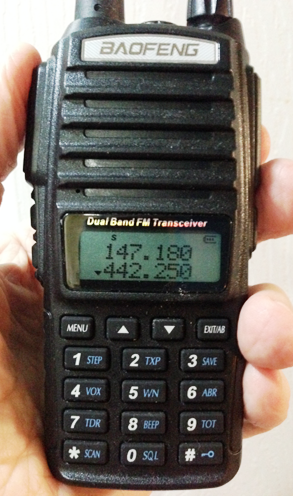 BAOFENG
Dual Band FM Transceiver
S
147.180
442.250
MENU ▲ ▼ EXIT/AB
1 STEP 2 TXP 3 SAVE
4 VOX 5 WN 6 ABR
7 TDR 8 BEEP 9 TOT
* SCAN 0 SQL #